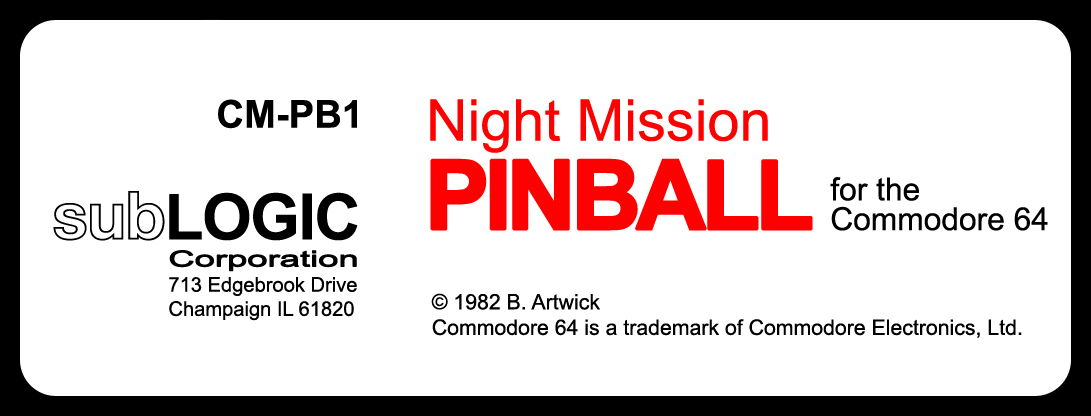 CM-PB1
subLOGIC
Corporation
713 Edgebrook Drive
Champaign IL 61820
Night Mission
PINBALL
for the
Commodore 64
© 1982 B. Artwick
Commodore 64 is a trademark of Commodore Electronics, Ltd.